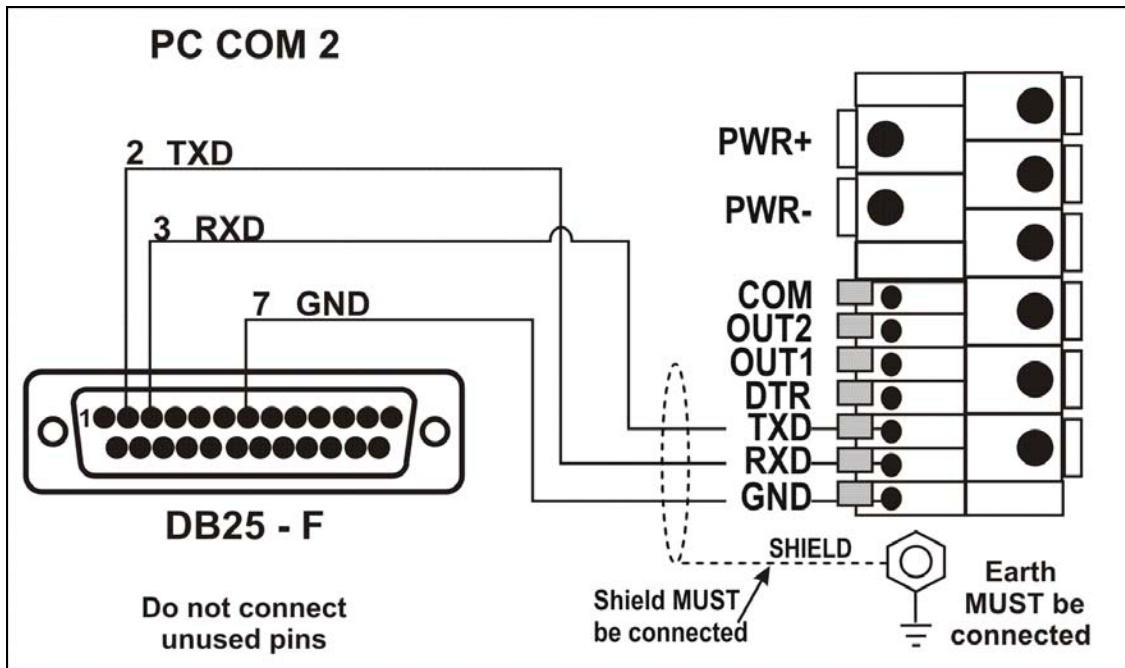 PC COM 2
2 TXD
3 RXD
7 GND
1
DB25 - F
Do not connect
unused pins
PWR+
PWR-
COM
OUT2
OUT1
DTR
TXD
RXD
GND
SHIELD
Shield MUST
be connected
Earth
MUST be
connected